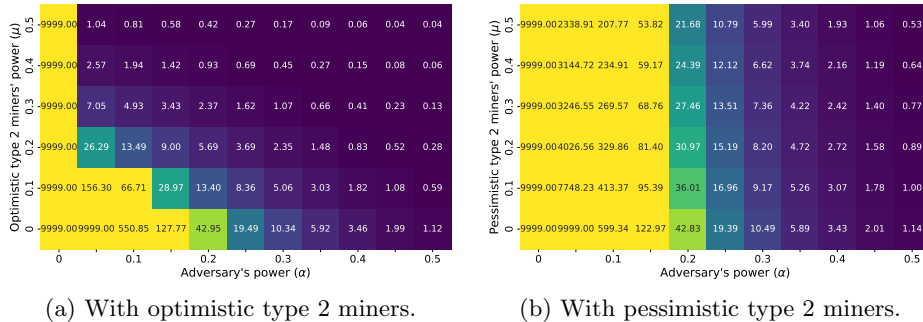 Optimistic type 2 miners' power (μ)
0.5 9999.00 1.04 0.81 0.58 0.42 0.27 0.11 0.09 0.06 0.04 0.04
0.4 9999.00 2.57 1.94 1.42 0.93 0.69 0.45 0.27 0.15 0.08 0.06
0.3 9999.00 7.05 4.93 3.43 2.37 1.62 1.07 0.66 0.41 0.23 0.13
0.2 9999.00 26.29 13.49 9.00 5.69 3.69 2.35 1.48 0.83 0.52 0.28
0.1 9999.00 156.30 66.71 28.97 13.40 8.36 5.06 3.03 1.82 1.08 0.59
0 9999.00 9999.00 550.85 127.77 42.95 19.49 10.34 5.92 3.46 1.99 1.12
0 0.1 0.2 0.3 0.4 0.5
Adversary's power (α)
(a) With optimistic type 2 miners.
Pessimistic type 2 miners' power (μ)
0.5 9999.00 2338.91 207.77 53.82 21.68 10.79 5.99 3.40 1.93 1.06 0.53
0.4 9999.00 3144.72 234.91 59.17 24.39 12.12 6.62 3.74 2.16 1.19 0.64
0.3 9999.00 3246.55 269.57 68.76 27.46 13.51 7.36 4.22 2.42 1.40 0.77
0.2 9999.00 4026.56 329.86 81.40 30.97 15.19 8.20 4.72 2.72 1.58 0.89
0.1 9999.00 7748.23 413.37 95.39 36.01 16.96 9.17 5.26 3.07 1.78 1.00
0 9999.00 9999.00 599.34 122.97 42.83 19.39 10.49 5.89 3.43 2.01 1.14
0 0.1 0.2 0.3 0.4 0.5
Adversary's power (α)
(b) With pessimistic type 2 miners.